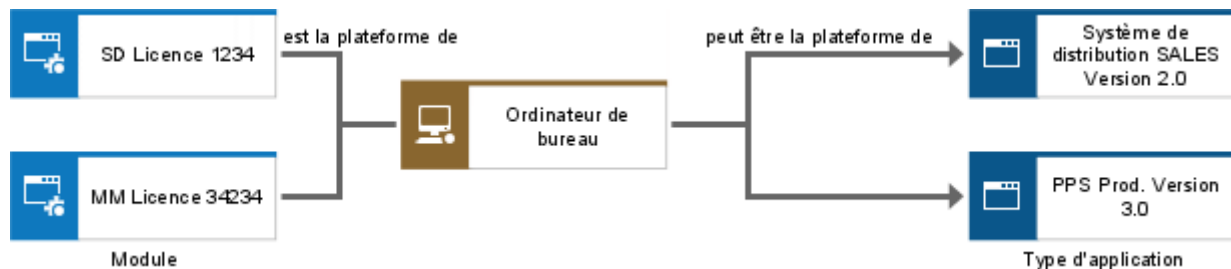 SD Licence 1234
est la plateforme de
peut être la plateforme de
Système de
distribution SALES
Version 2.0
Ordinateur de
bureau
MM Licence 34234
PPS Prod. Version
3.0
Module
Type d'application